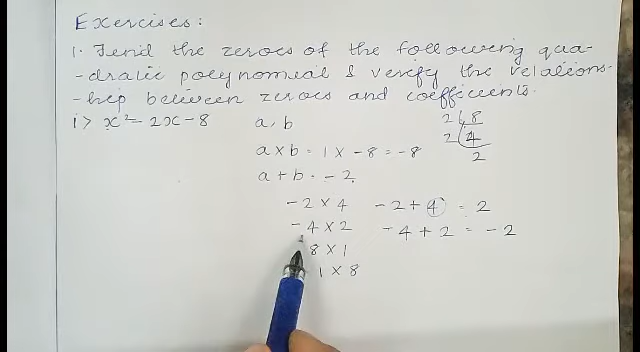 Exercises:
1. Find the zeroes of the following qua-
-dratic polynomial & verify the relations-
-hip between zeroes and coefficients.
i> x² - 2x - 8 a, b 2|8
a × b = 1 × -8 = -8 2|4
a + b = -2 2
-2 × 4 -2 + 4 = 2
-4 × 2 -4 + 2 = -2
8 × 1
1 × 8